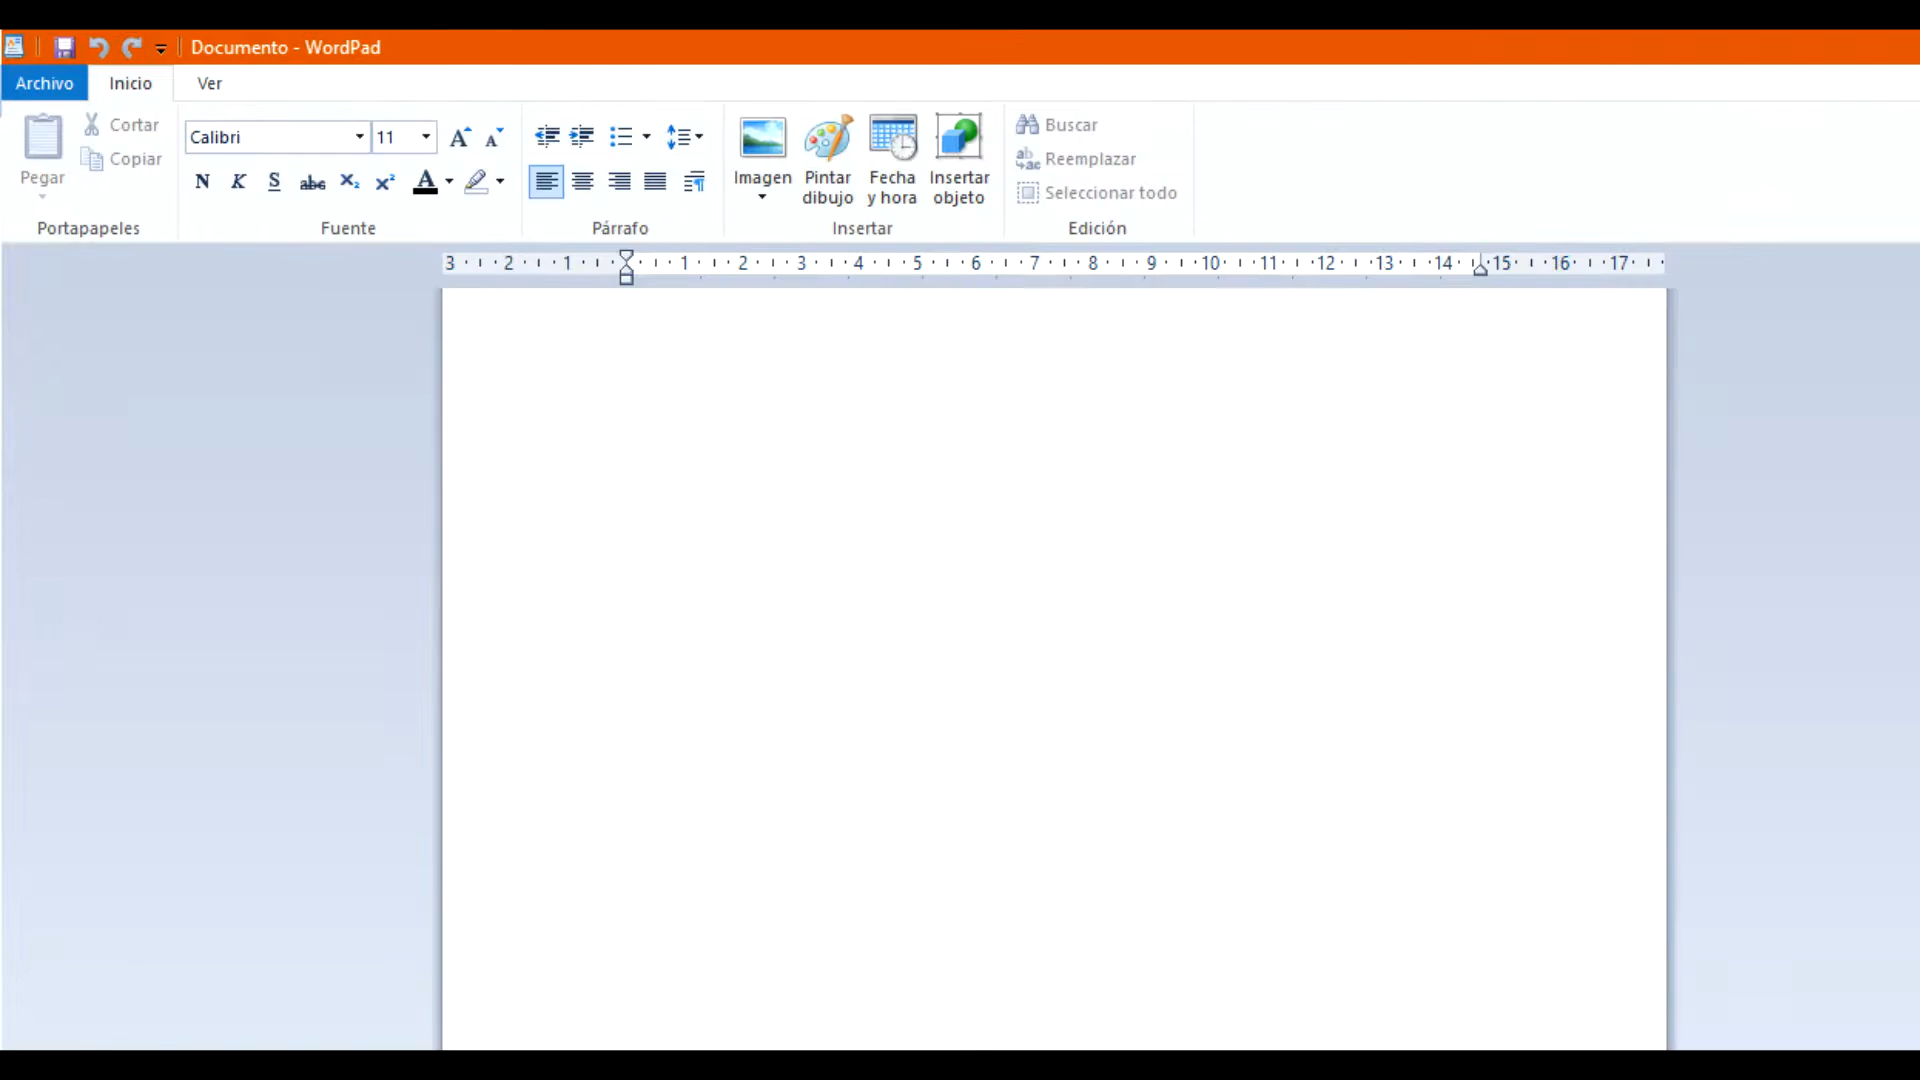 Documento - WordPad
Archivo Inicio Ver
Pegar
Cortar
Copiar
Portapapeles
Calibri 11
N K S abc X₂ X² A
Fuente
Párrafo
Imagen
Pintar dibujo
Fecha y hora
Insertar objeto
Insertar
Buscar
Reemplazar
Seleccionar todo
Edición
3 2 1 1 2 3 4 5 6 7 8 9 10 11 12 13 14 15 16 17